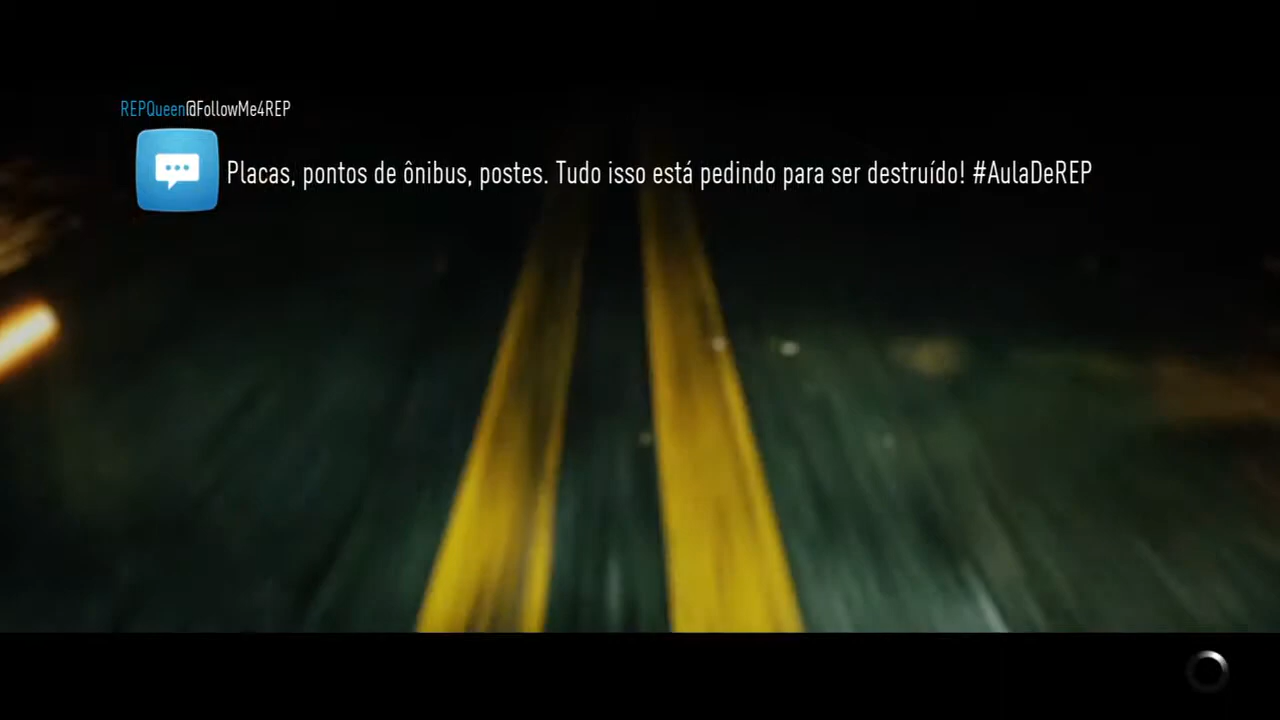 REPQueen@FollowMe4REP
Placas, pontos de ônibus, postes. Tudo isso está pedindo para ser destruído! #AulaDeREP